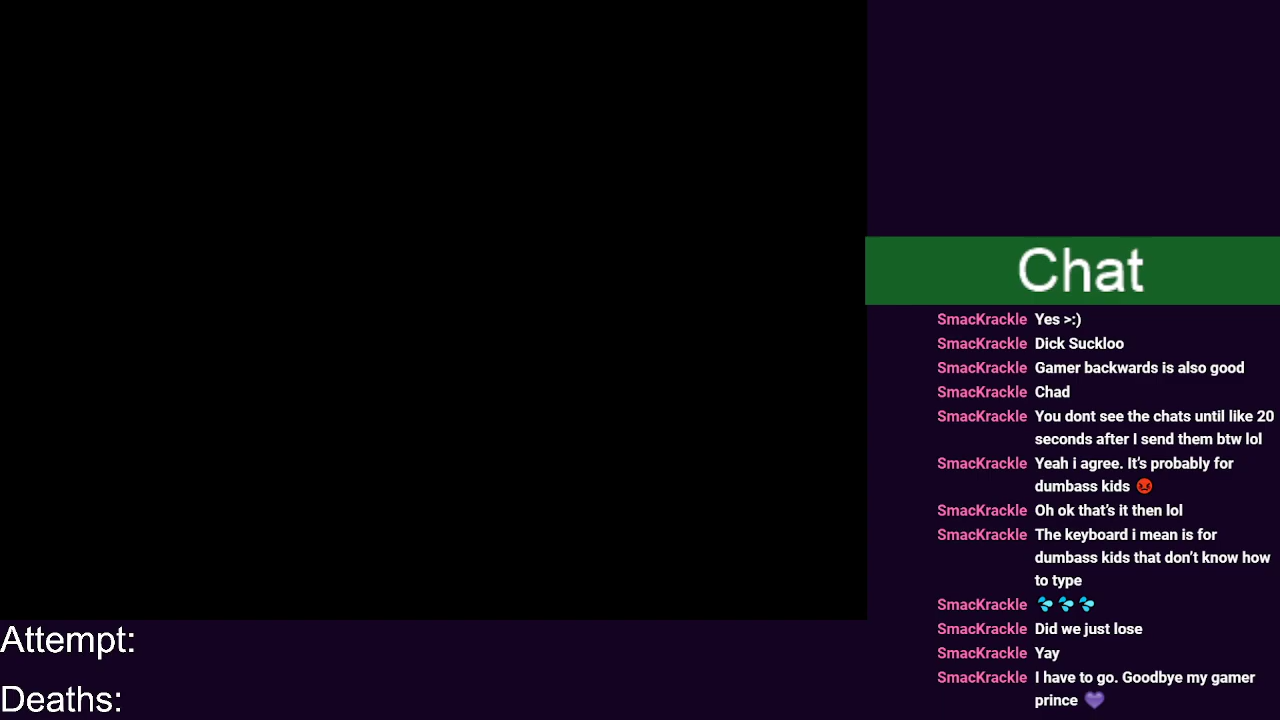 Chat
SmacKrackle Yes >:)
SmacKrackle Dick Suckloo
SmacKrackle Gamer backwards is also good
SmacKrackle Chad
SmacKrackle You dont see the chats until like 20
seconds after I send them btw lol
SmacKrackle Yeah i agree. It's probably for
dumbass kids 😡
SmacKrackle Oh ok that's it then lol
SmacKrackle The keyboard i mean is for
dumbass kids that don't know how
to type
SmacKrackle 💦 💦 💦
SmacKrackle Did we just lose
SmacKrackle Yay
SmacKrackle I have to go. Goodbye my gamer
prince 💜
Attempt:
Deaths: